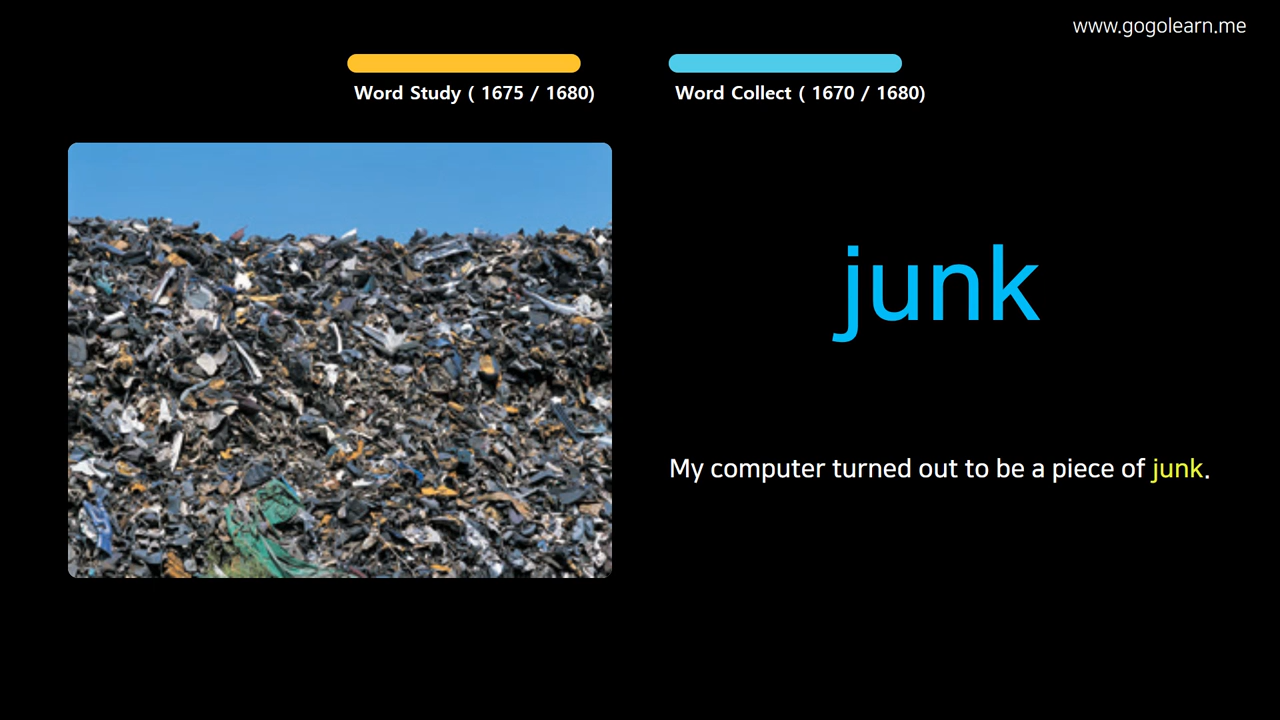 www.gogolearn.me
Word Study ( 1675 / 1680)
Word Collect ( 1670 / 1680)
junk
My computer turned out to be a piece of junk.